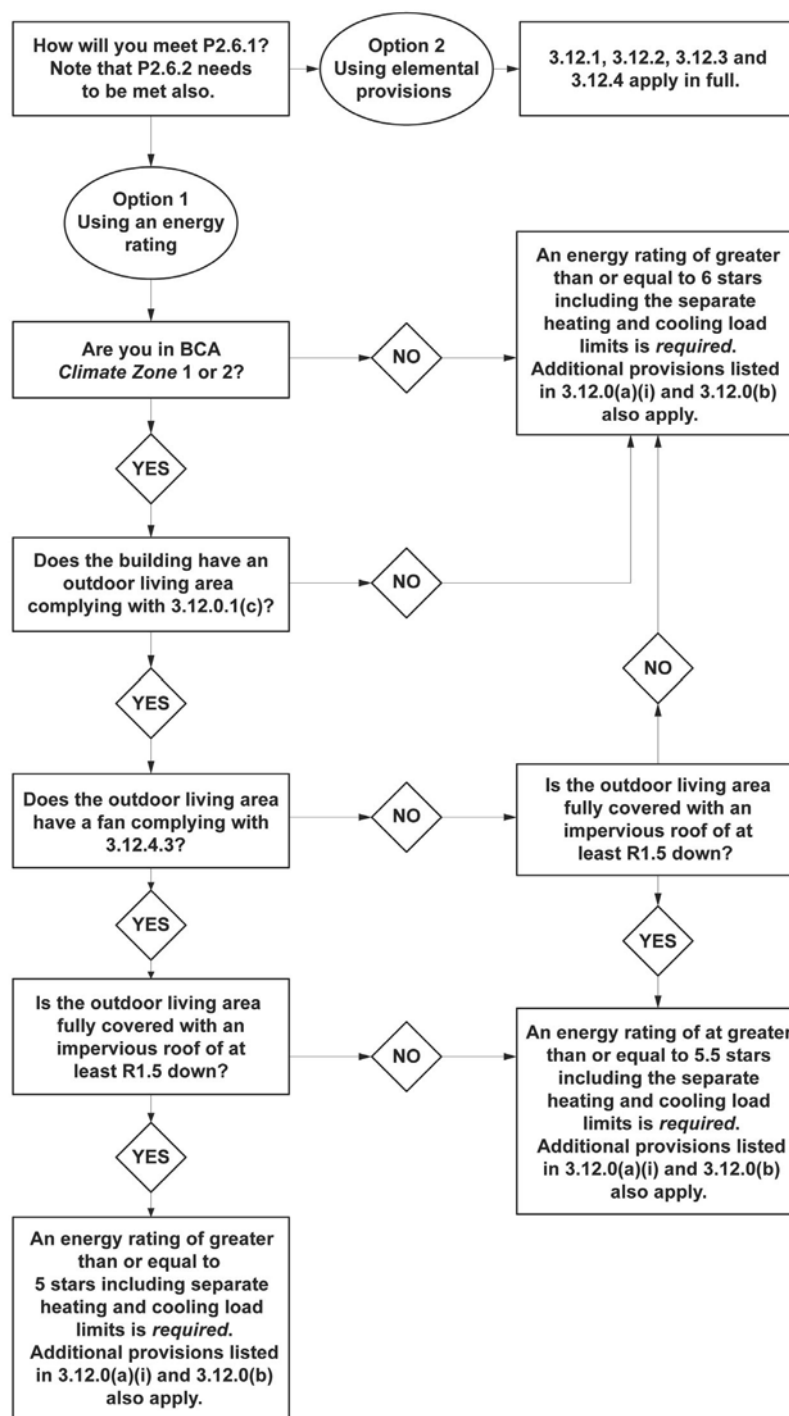 How will you meet P2.6.1?
Note that P2.6.2 needs
to be met also.
Option 2
Using elemental
provisions
3.12.1, 3.12.2, 3.12.3 and
3.12.4 apply in full.
Option 1
Using an energy
rating
Are you in BCA
Climate Zone 1 or 2?
NO
An energy rating of greater
than or equal to 6 stars
including the separate
heating and cooling load
limits is required.
Additional provisions listed
in 3.12.0(a)(i) and 3.12.0(b)
also apply.
YES
Does the building have an
outdoor living area
complying with 3.12.0.1(c)?
NO
YES
NO
Does the outdoor living area
have a fan complying with
3.12.4.3?
NO
Is the outdoor living area
fully covered with an
impervious roof of at
least R1.5 down?
YES
YES
Is the outdoor living area
fully covered with an
impervious roof of at
least R1.5 down?
NO
An energy rating of at greater
than or equal to 5.5 stars
including the separate
heating and cooling load
limits is required.
Additional provisions listed
in 3.12.0(a)(i) and 3.12.0(b)
also apply.
YES
An energy rating of greater
than or equal to
5 stars including separate
heating and cooling load
limits is required.
Additional provisions listed
in 3.12.0(a)(i) and 3.12.0(b)
also apply.